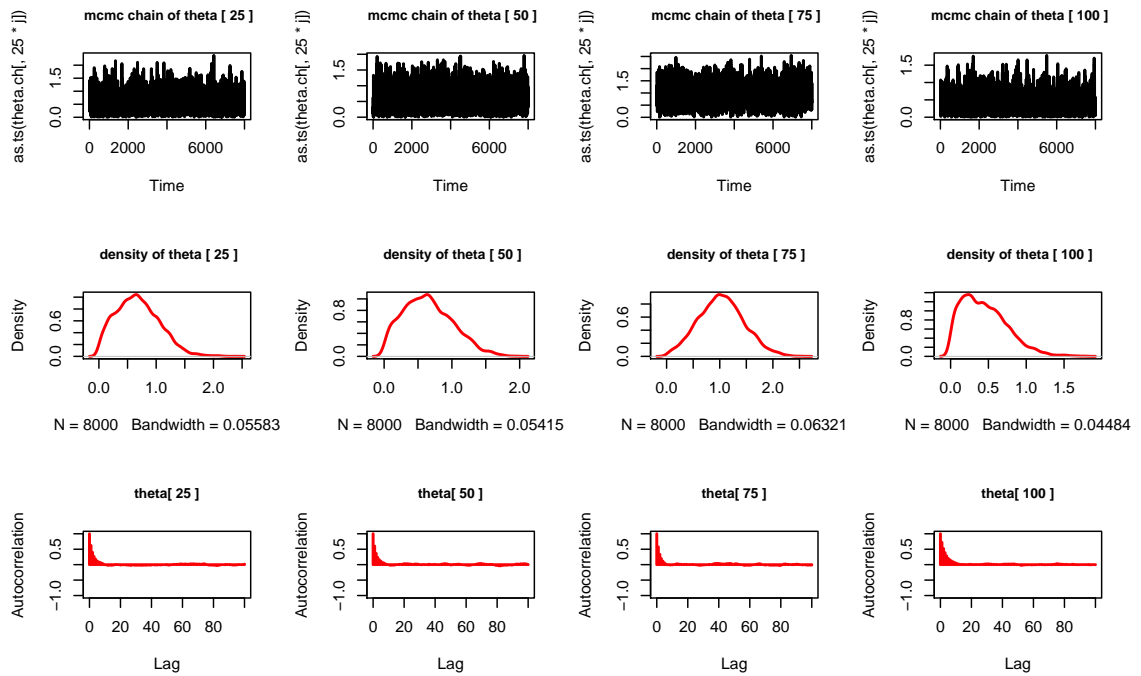 mcmc chain of theta [ 25 ]
as.ts(theta.ch[, 25 * j])
0.0 1.5
0 2000 6000
Time
mcmc chain of theta [ 50 ]
as.ts(theta.ch[, 25 * j])
0.0 1.5
0 2000 6000
Time
mcmc chain of theta [ 75 ]
as.ts(theta.ch[, 25 * j])
0.0 1.5
0 2000 6000
Time
mcmc chain of theta [ 100 ]
as.ts(theta.ch[, 25 * j])
0.0 1.5
0 2000 6000
Time
density of theta [ 25 ]
Density
0.0 0.6
0.0 1.0 2.0
N = 8000 Bandwidth = 0.05583
density of theta [ 50 ]
Density
0.0 0.8
0.0 1.0 2.0
N = 8000 Bandwidth = 0.05415
density of theta [ 75 ]
Density
0.0 0.6
0.0 1.0 2.0
N = 8000 Bandwidth = 0.06321
density of theta [ 100 ]
Density
0.0 0.8
0.0 0.5 1.0 1.5
N = 8000 Bandwidth = 0.04484
theta[ 25 ]
Autocorrelation
−1.0 0.5
0 20 40 60 80
Lag
theta[ 50 ]
Autocorrelation
−1.0 0.5
0 20 40 60 80
Lag
theta[ 75 ]
Autocorrelation
−1.0 0.5
0 20 40 60 80
Lag
theta[ 100 ]
Autocorrelation
−1.0 0.5
0 20 40 60 80
Lag